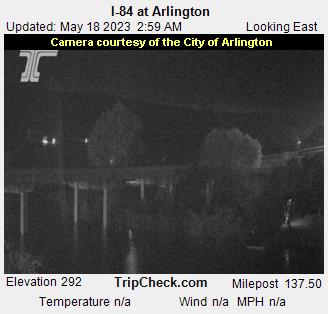 I-84 at Arlington
Updated: May 18 2023 2:59 AM Looking East
Camera courtesy of the City of Arlington
Elevation 292 TripCheck.com Milepost 137.50
Temperature n/a Wind n/a MPH n/a